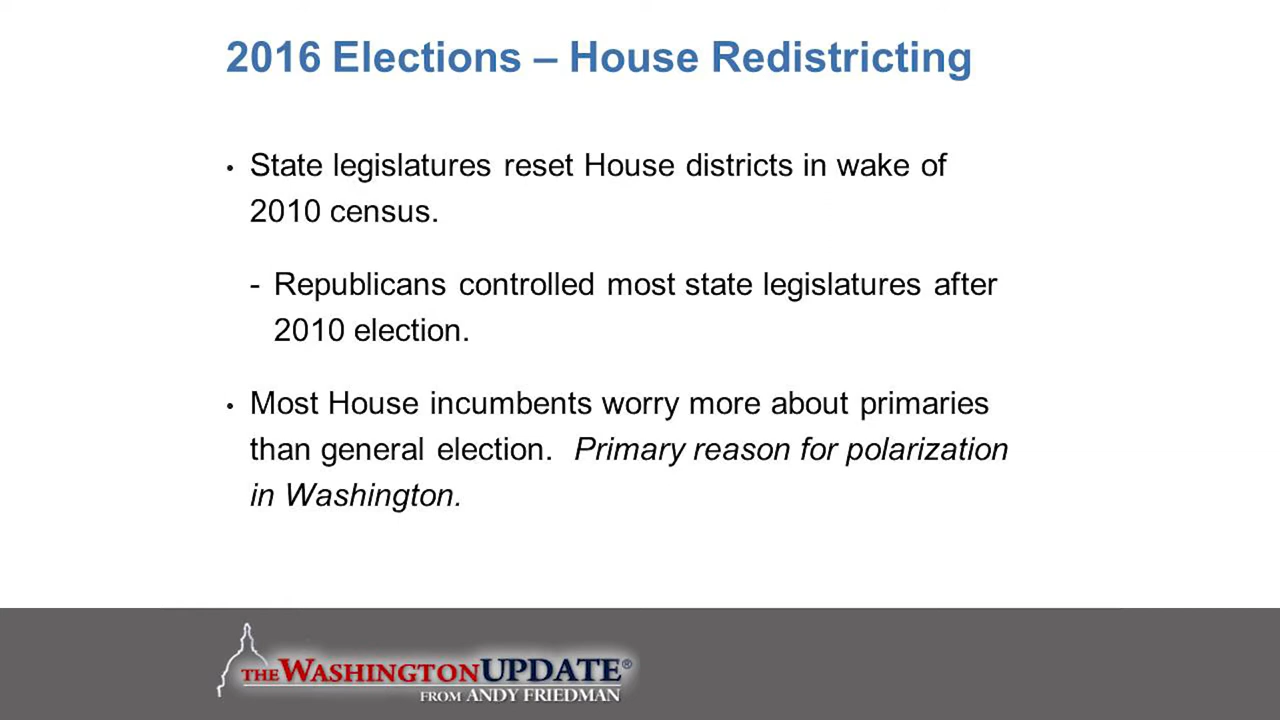 2016 Elections – House Redistricting
• State legislatures reset House districts in wake of
2010 census.
- Republicans controlled most state legislatures after
2010 election.
• Most House incumbents worry more about primaries
than general election. Primary reason for polarization
in Washington.
THE WASHINGTON UPDATE®
FROM ANDY FRIEDMAN